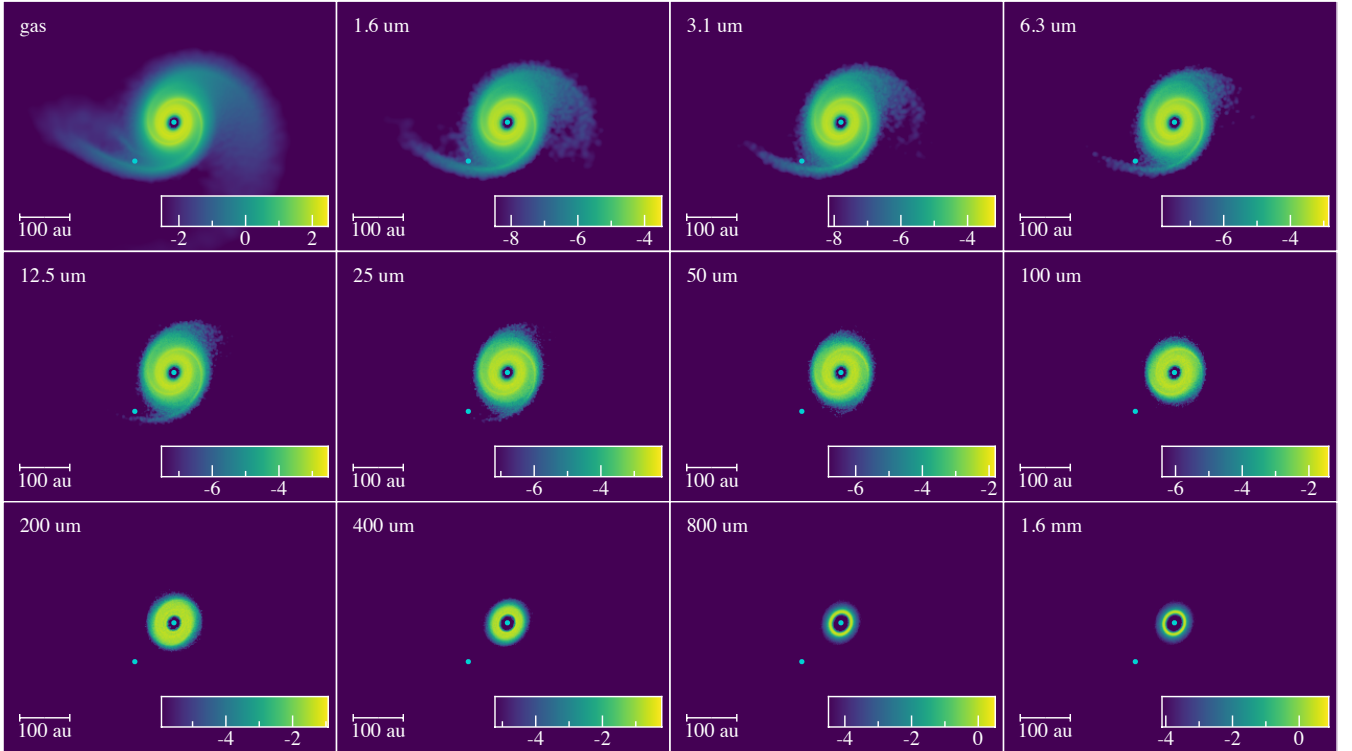 gas
100 au
-2 0 2
1.6 um
100 au
-8 -6 -4
3.1 um
100 au
-8 -6 -4
6.3 um
100 au
-6 -4
12.5 um
100 au
-6 -4
25 um
100 au
-6 -4
50 um
100 au
-6 -4 -2
100 um
100 au
-6 -4 -2
200 um
100 au
-4 -2
400 um
100 au
-4 -2
800 um
100 au
-4 -2 0
1.6 mm
100 au
-4 -2 0